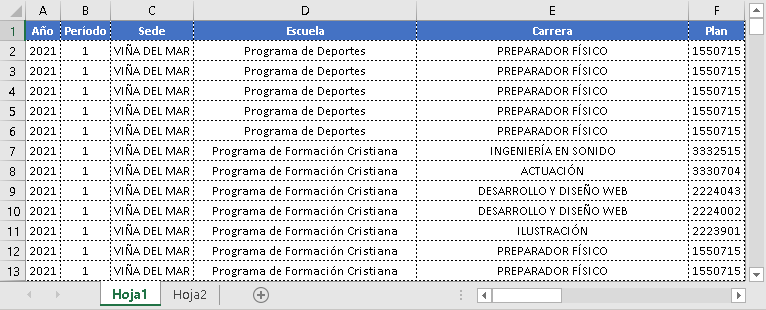 A B C D E F
1 Año Período Sede Escuela Carrera Plan
2 2021 1 VIÑA DEL MAR Programa de Deportes PREPARADOR FÍSICO 1550715
3 2021 1 VIÑA DEL MAR Programa de Deportes PREPARADOR FÍSICO 1550715
4 2021 1 VIÑA DEL MAR Programa de Deportes PREPARADOR FÍSICO 1550715
5 2021 1 VIÑA DEL MAR Programa de Deportes PREPARADOR FÍSICO 1550715
6 2021 1 VIÑA DEL MAR Programa de Deportes PREPARADOR FÍSICO 1550715
7 2021 1 VIÑA DEL MAR Programa de Formación Cristiana INGENIERÍA EN SONIDO 3332515
8 2021 1 VIÑA DEL MAR Programa de Formación Cristiana ACTUACIÓN 3330704
9 2021 1 VIÑA DEL MAR Programa de Formación Cristiana DESARROLLO Y DISEÑO WEB 2224043
10 2021 1 VIÑA DEL MAR Programa de Formación Cristiana DESARROLLO Y DISEÑO WEB 2224002
11 2021 1 VIÑA DEL MAR Programa de Formación Cristiana ILUSTRACIÓN 2223901
12 2021 1 VIÑA DEL MAR Programa de Formación Cristiana PREPARADOR FÍSICO 1550715
13 2021 1 VIÑA DEL MAR Programa de Formación Cristiana PREPARADOR FÍSICO 1550715
Hoja1 Hoja2